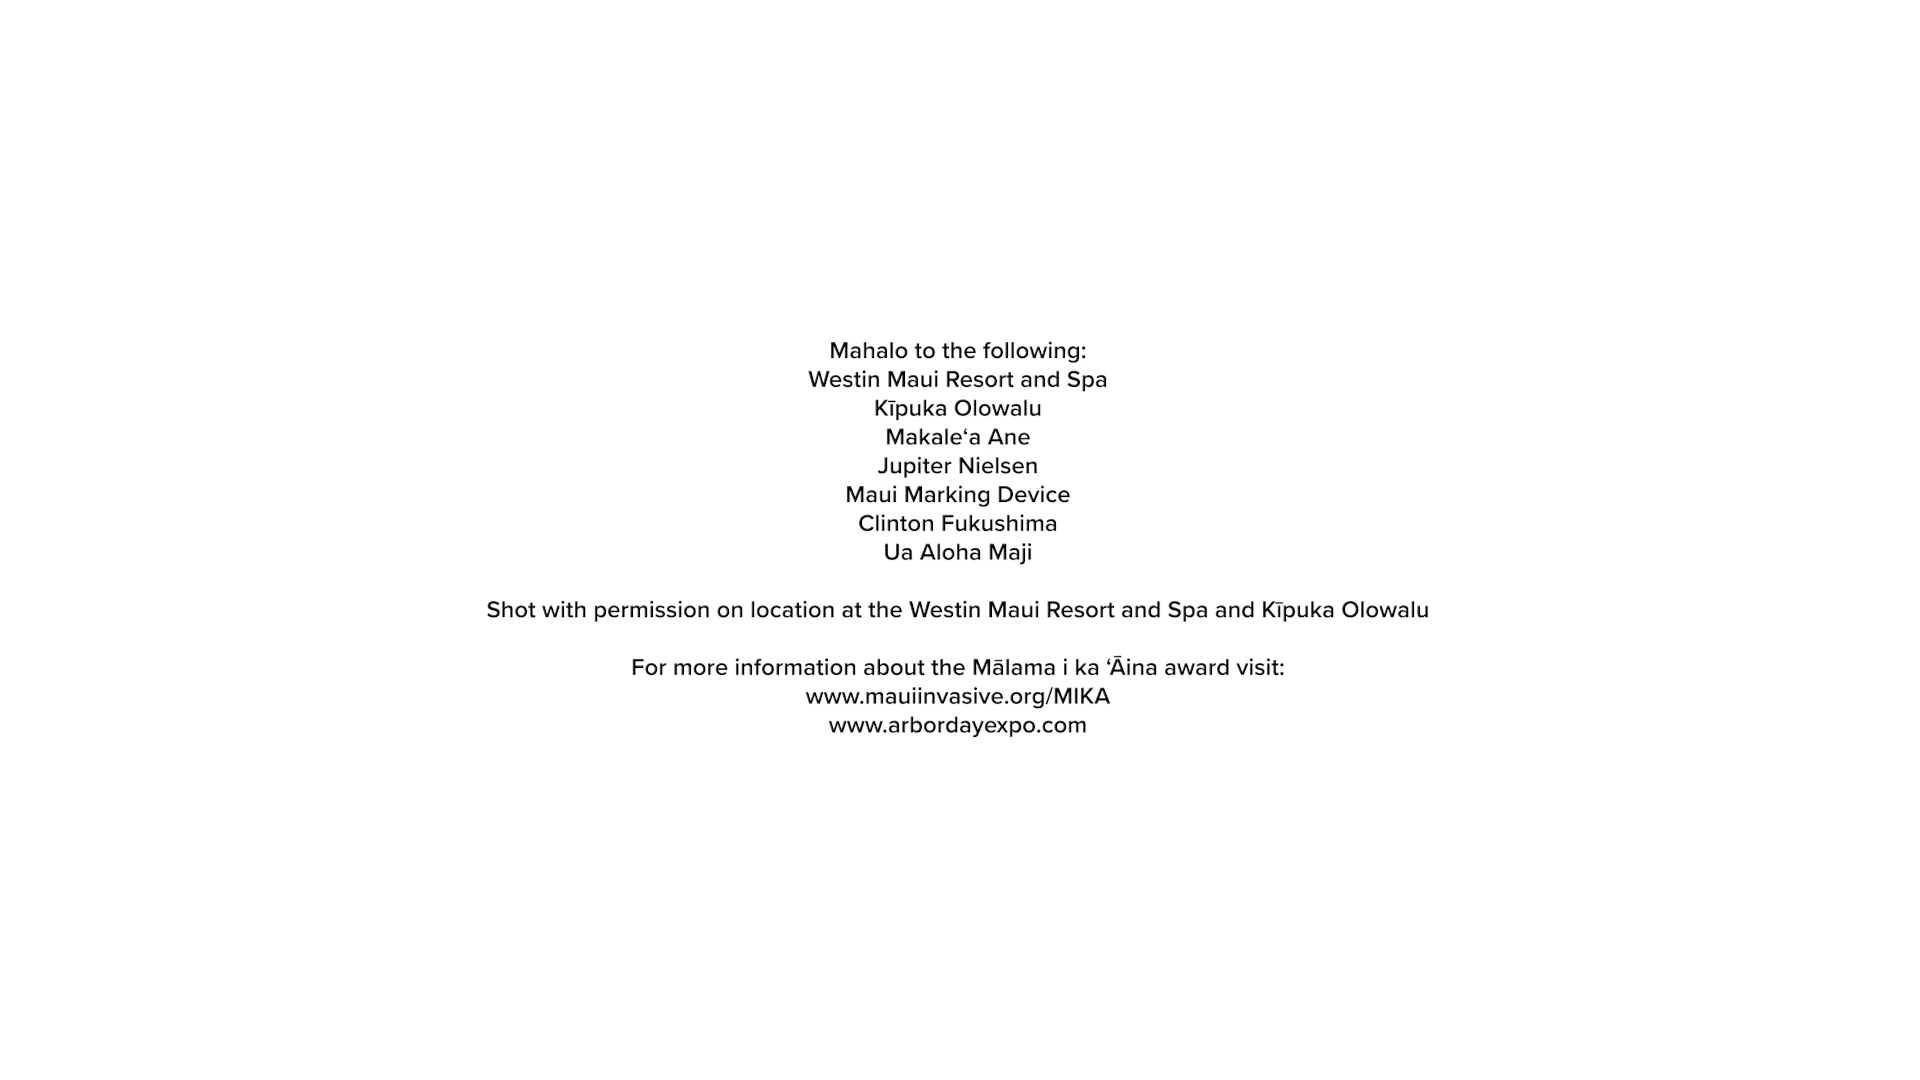 Mahalo to the following:
Westin Maui Resort and Spa
Kīpuka Olowalu
Makale‘a Ane
Jupiter Nielsen
Maui Marking Device
Clinton Fukushima
Ua Aloha Maji
Shot with permission on location at the Westin Maui Resort and Spa and Kīpuka Olowalu
For more information about the Mālama i ka ‘Āina award visit:
www.mauiinvasive.org/MIKA
www.arbordayexpo.com